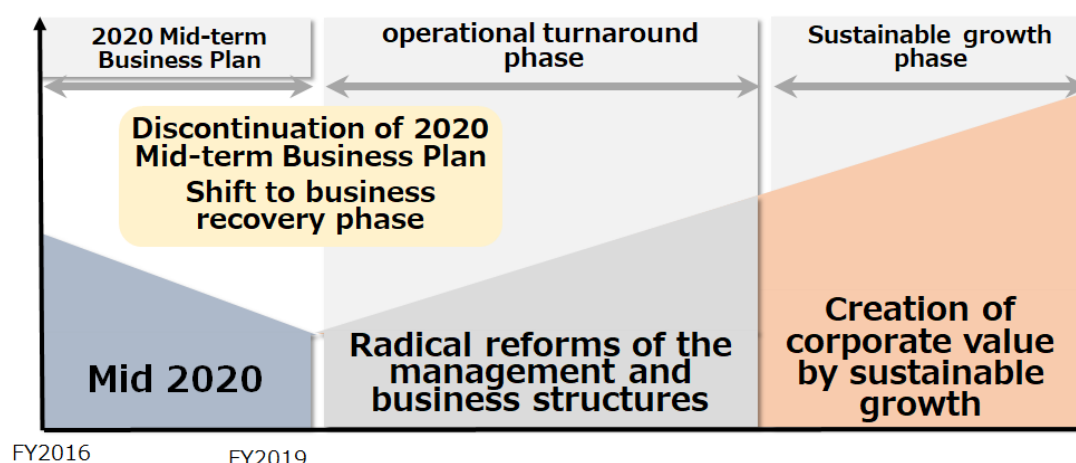 2020 Mid-term
Business Plan
operational turnaround
phase
Sustainable growth
phase
Discontinuation of 2020
Mid-term Business Plan
Shift to business
recovery phase
Mid 2020
Radical reforms of the
management and
business structures
Creation of
corporate value
by sustainable
growth
FY2016
FY2019